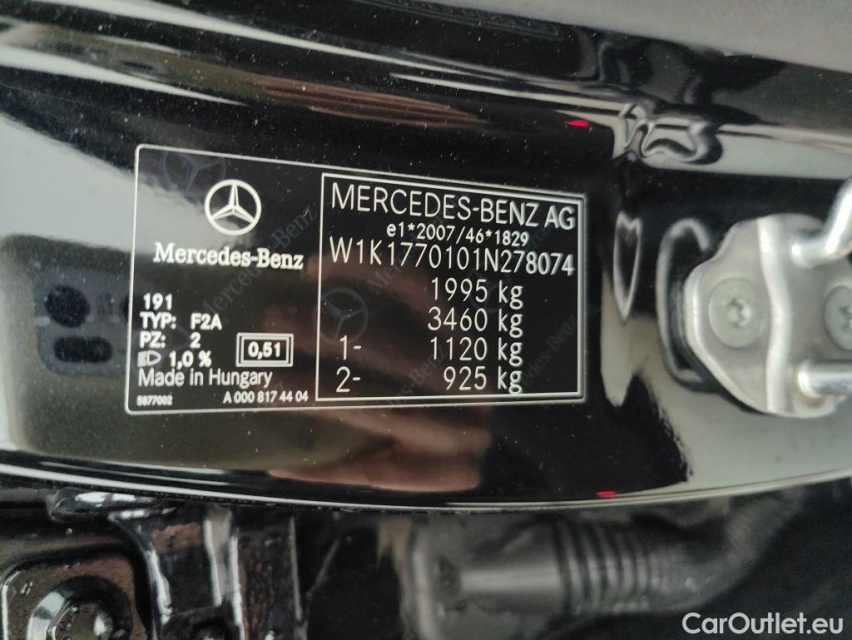 Mercedes-Benz
191
TYP: F2A
PZ: 2
1,0 %
0,51
Made in Hungary
5877002
A 000 817 44 04
MERCEDES-BENZ AG
e1*2007/46*1829
W1K1770101N278074
1995 kg
3460 kg
1- 1120 kg
2- 925 kg
CarOutlet.eu